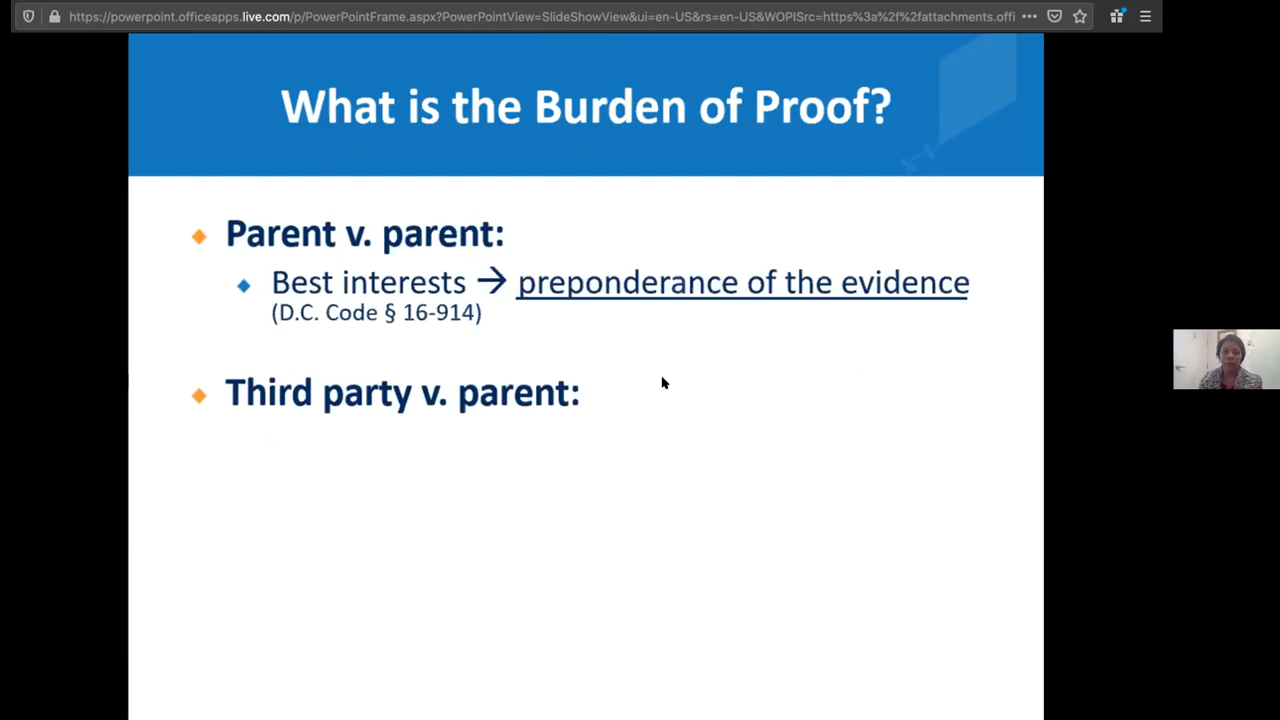 https://powerpoint.officeapps.live.com/p/PowerPointFrame.aspx?PowerPointView=SlideShowView&ui=en-US&rs=en-US&WOPISrc=https%3a%2f%2fattachments.offi
What is the Burden of Proof?
Parent v. parent:
Best interests → preponderance of the evidence
(D.C. Code § 16-914)
Third party v. parent: